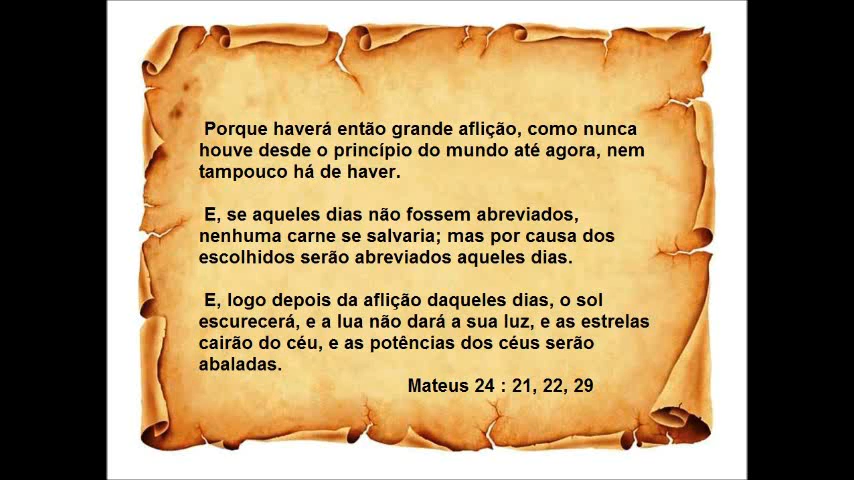 Porque haverá então grande aflição, como nunca
houve desde o princípio do mundo até agora, nem
tampouco há de haver.
E, se aqueles dias não fossem abreviados,
nenhuma carne se salvaria; mas por causa dos
escolhidos serão abreviados aqueles dias.
E, logo depois da aflição daqueles dias, o sol
escurecerá, e a lua não dará a sua luz, e as estrelas
cairão do céu, e as potências dos céus serão
abaladas.
Mateus 24 : 21, 22, 29